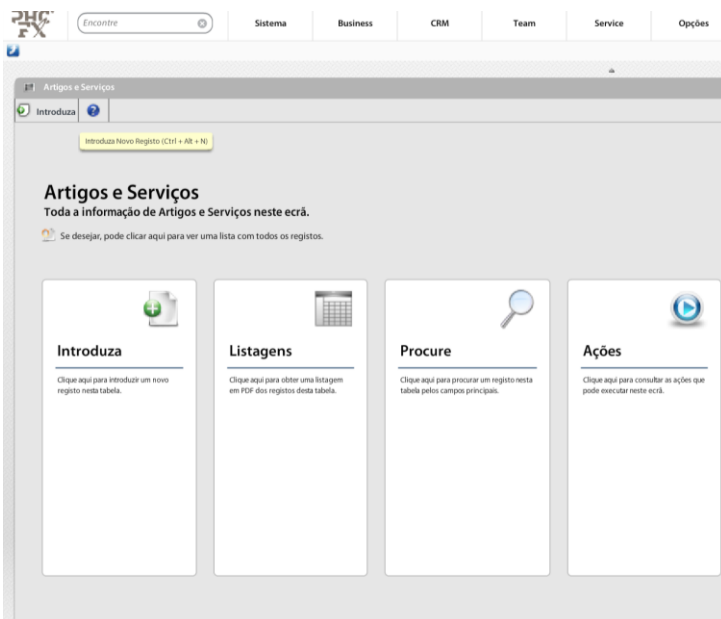 PHC
FX
Encontre
Sistema
Business
CRM
Team
Service
Opções
Artigos e Serviços
Introduza
Introduza Novo Registo (Ctrl + Alt + N)
Artigos e Serviços
Toda a informação de Artigos e Serviços neste ecrã.
Se desejar, pode clicar aqui para ver uma lista com todos os registos.
Introduza
Clique aqui para introduzir um novo
registo nesta tabela.
Listagens
Clique aqui para obter uma listagem
em PDF dos registos desta tabela.
Procure
Clique aqui para procurar um registo nesta
tabela pelos campos principais.
Ações
Clique aqui para consultar as ações que
pode executar neste ecrã.